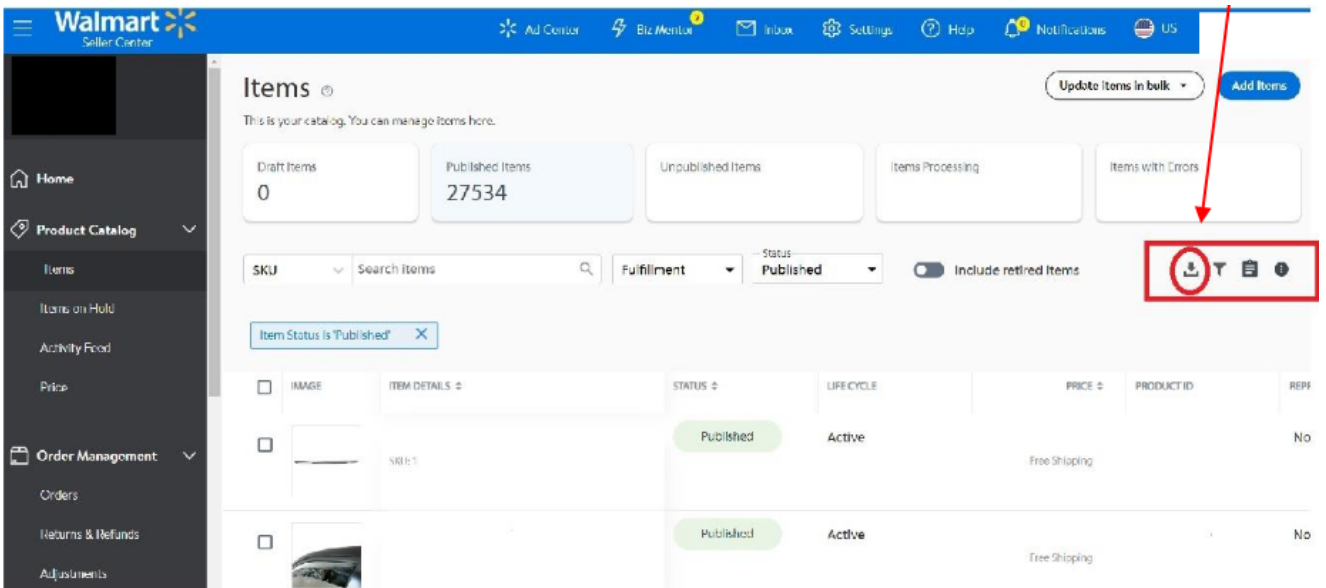 Walmart
Seller Center
Ad Center
Biz Mentor
Inbox
Settings
Help
Notifications
US
Items
Update items in bulk
Add Items
This is your catalog. You can manage items here.
Draft Items
0
Published Items
27534
Unpublished Items
Items Processing
Items with Errors
Home
Product Catalog
Items
Items on Hold
Activity Feed
Price
Order Management
Orders
Returns & Refunds
Adjustments
SKU
Search items
Fulfillment
Status
Published
Include retired items
Item Status is 'Published'
IMAGE
ITEM DETAILS
STATUS
LIFECYCLE
PRICE
PRODUCT ID
REPR
Published
Active
No
Free Shipping
Published
Active
No
Free Shipping